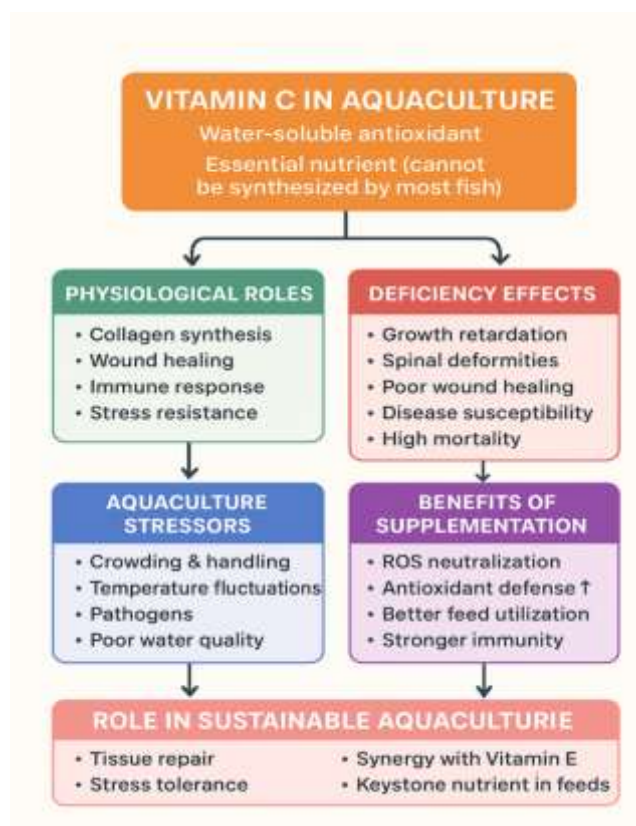 VITAMIN C IN AQUACULTURE
Water-soluble antioxidant
Essential nutrient (cannot
be synthesized by most fish)
PHYSIOLOGICAL ROLES
• Collagen synthesis
• Wound healing
• Immune response
• Stress resistance
DEFICIENCY EFFECTS
• Growth retardation
• Spinal deformities
• Poor wound healing
• Disease susceptibility
• High mortality
AQUACULTURE
STRESSORS
• Crowding & handling
• Temperature fluctuations
• Pathogens
• Poor water quality
BENEFITS OF
SUPPLEMENTATION
• ROS neutralization
• Antioxidant defense ↑
• Better feed utilization
• Stronger immunity
ROLE IN SUSTAINABLE AQUACULTURIE
• Tissue repair
• Stress tolerance
• Synergy with Vitamin E
• Keystone nutrient in feeds